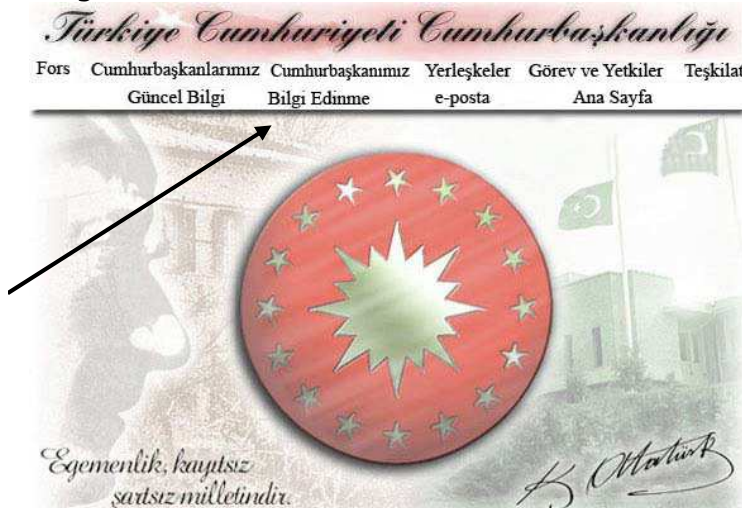 Türkiye Cumhuriyeti Cumhurbaşkanlığı
Fors Cumhurbaşkanlarımız Cumhurbaşkanımız Yerleşkeler Görev ve Yetkiler Teşkilat
Güncel Bilgi Bilgi Edinme e-posta Ana Sayfa
Egemenlik, kayıtsız
şartsız milletindir.
K. Atatürk